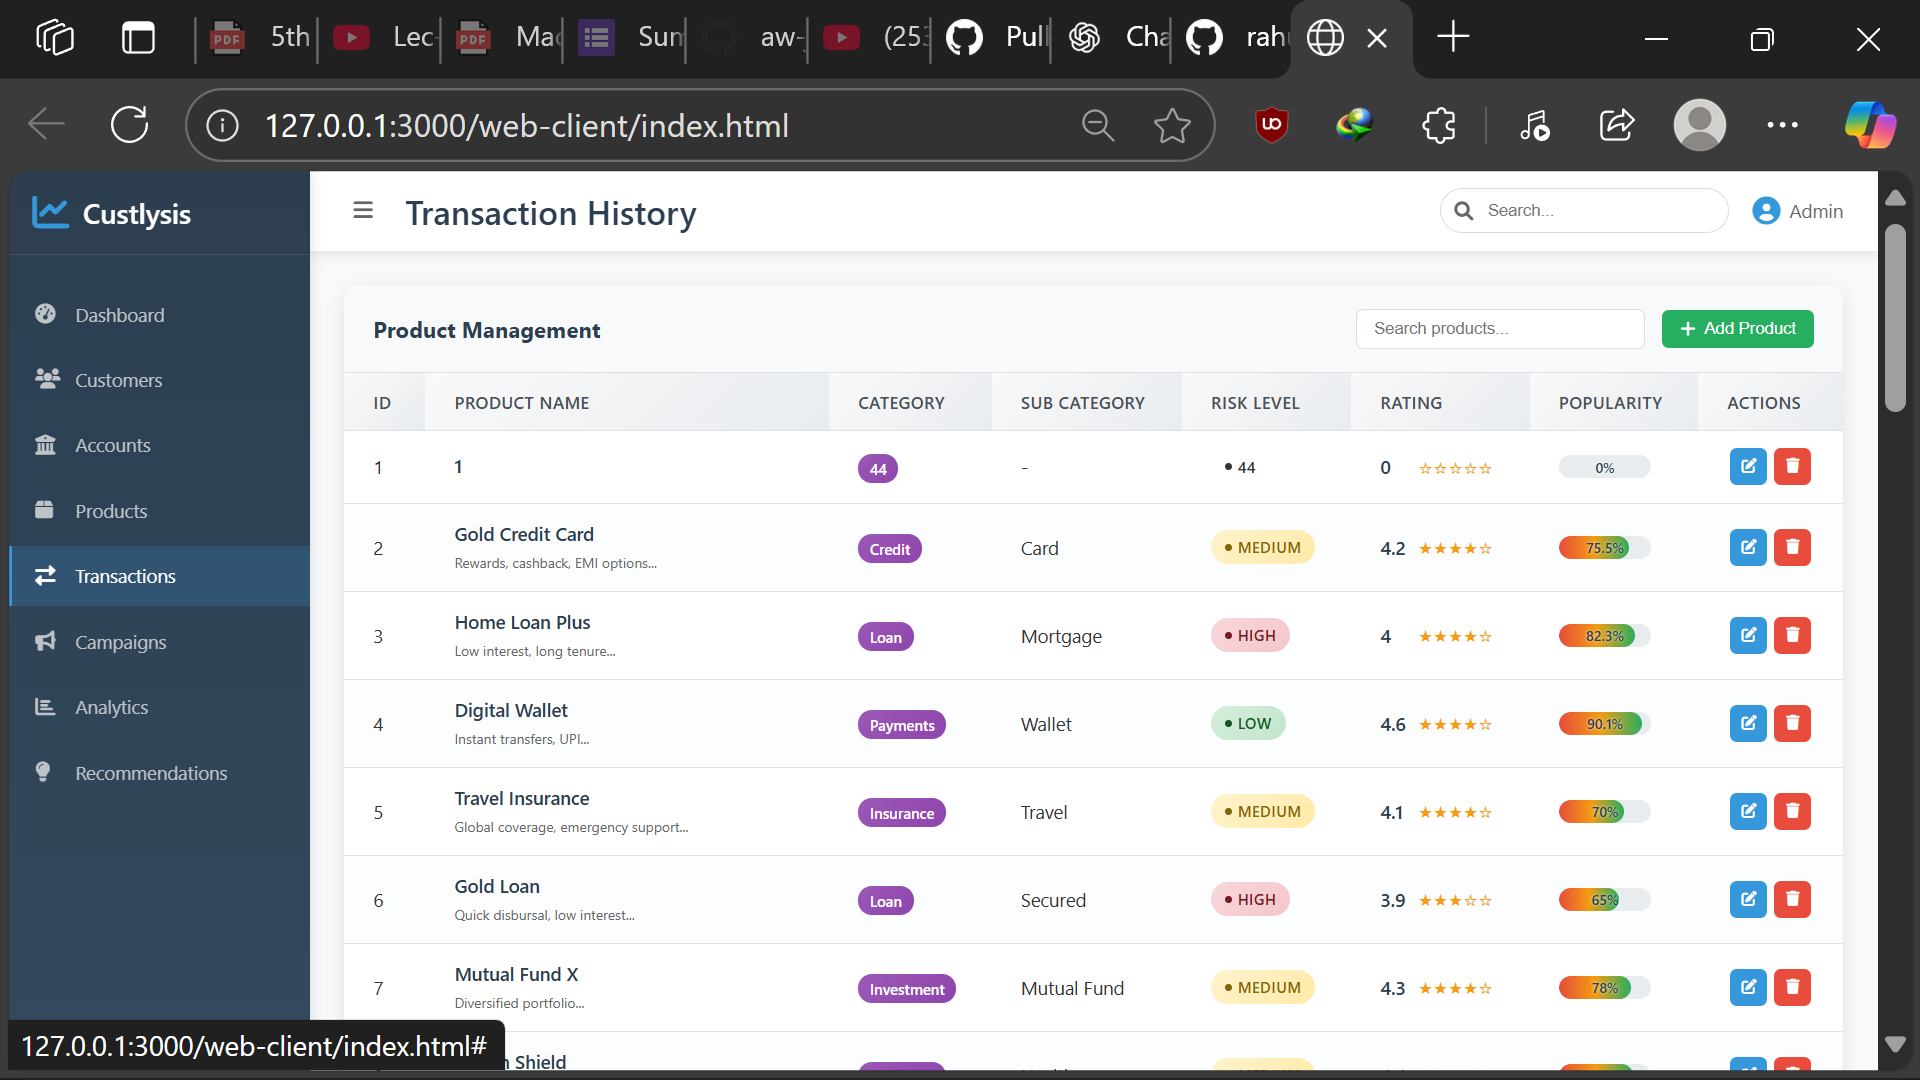 5th
Lec
Mac
Sum
aw-
(253
Pull
Cha
rahu
127.0.0.1:3000/web-client/index.html
Custlysis
Transaction History
Search...
Admin
Dashboard
Customers
Accounts
Products
Transactions
Campaigns
Analytics
Recommendations
Product Management
Search products...
+ Add Product
ID PRODUCT NAME CATEGORY SUB CATEGORY RISK LEVEL RATING POPULARITY ACTIONS
1 1 44 - • 44 0 ☆☆☆☆☆ 0%
2 Gold Credit Card Credit Card • MEDIUM 4.2 ★★★★☆ 75.5%
Rewards, cashback, EMI options...
3 Home Loan Plus Loan Mortgage • HIGH 4 ★★★★☆ 82.3%
Low interest, long tenure...
4 Digital Wallet Payments Wallet • LOW 4.6 ★★★★☆ 90.1%
Instant transfers, UPI...
5 Travel Insurance Insurance Travel • MEDIUM 4.1 ★★★★☆ 70%
Global coverage, emergency support...
6 Gold Loan Loan Secured • HIGH 3.9 ★★★☆☆ 65%
Quick disbursal, low interest...
7 Mutual Fund X Investment Mutual Fund • MEDIUM 4.3 ★★★★☆ 78%
Diversified portfolio...
Shield
127.0.0.1:3000/web-client/index.html#